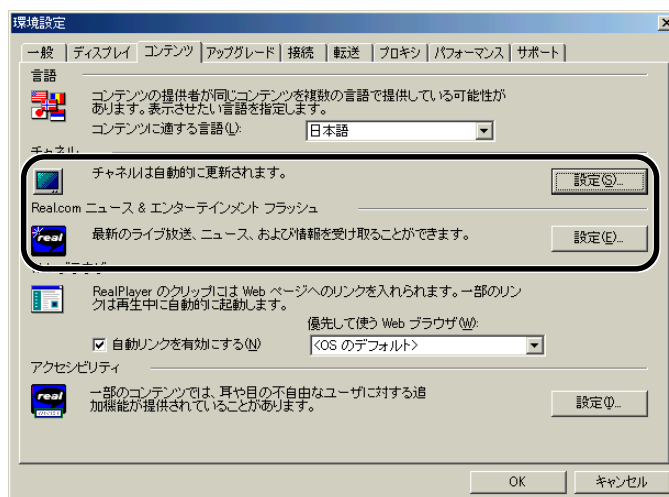 環境設定
一般 ディスプレイ コンテンツ アップグレード 接続 転送 プロキシ パフォーマンス サポート
言語
コンテンツの提供者が同じコンテンツを複数の言語で提供している可能性が
あります。表示させたい言語を指定します。
コンテンツに適する言語(L): 日本語
チャネル
チャネルは自動的に更新されます。 設定(S)...
Real.com ニュース & エンターテインメント フラッシュ
real 最新のライブ放送、ニュース、および情報を受け取ることができます。 設定(E)...
RealPlayer のクリップには Web ページへのリンクを入れられます。一部のリン
クは再生中に自動的に起動します。
優先して使う Web ブラウザ(W):
自動リンクを有効にする(N) <OS のデフォルト>
アクセシビリティ
real 一部のコンテンツでは、耳や目の不自由なユーザに対する追
加機能が提供されていることがあります。 設定(I)...
OK キャンセル